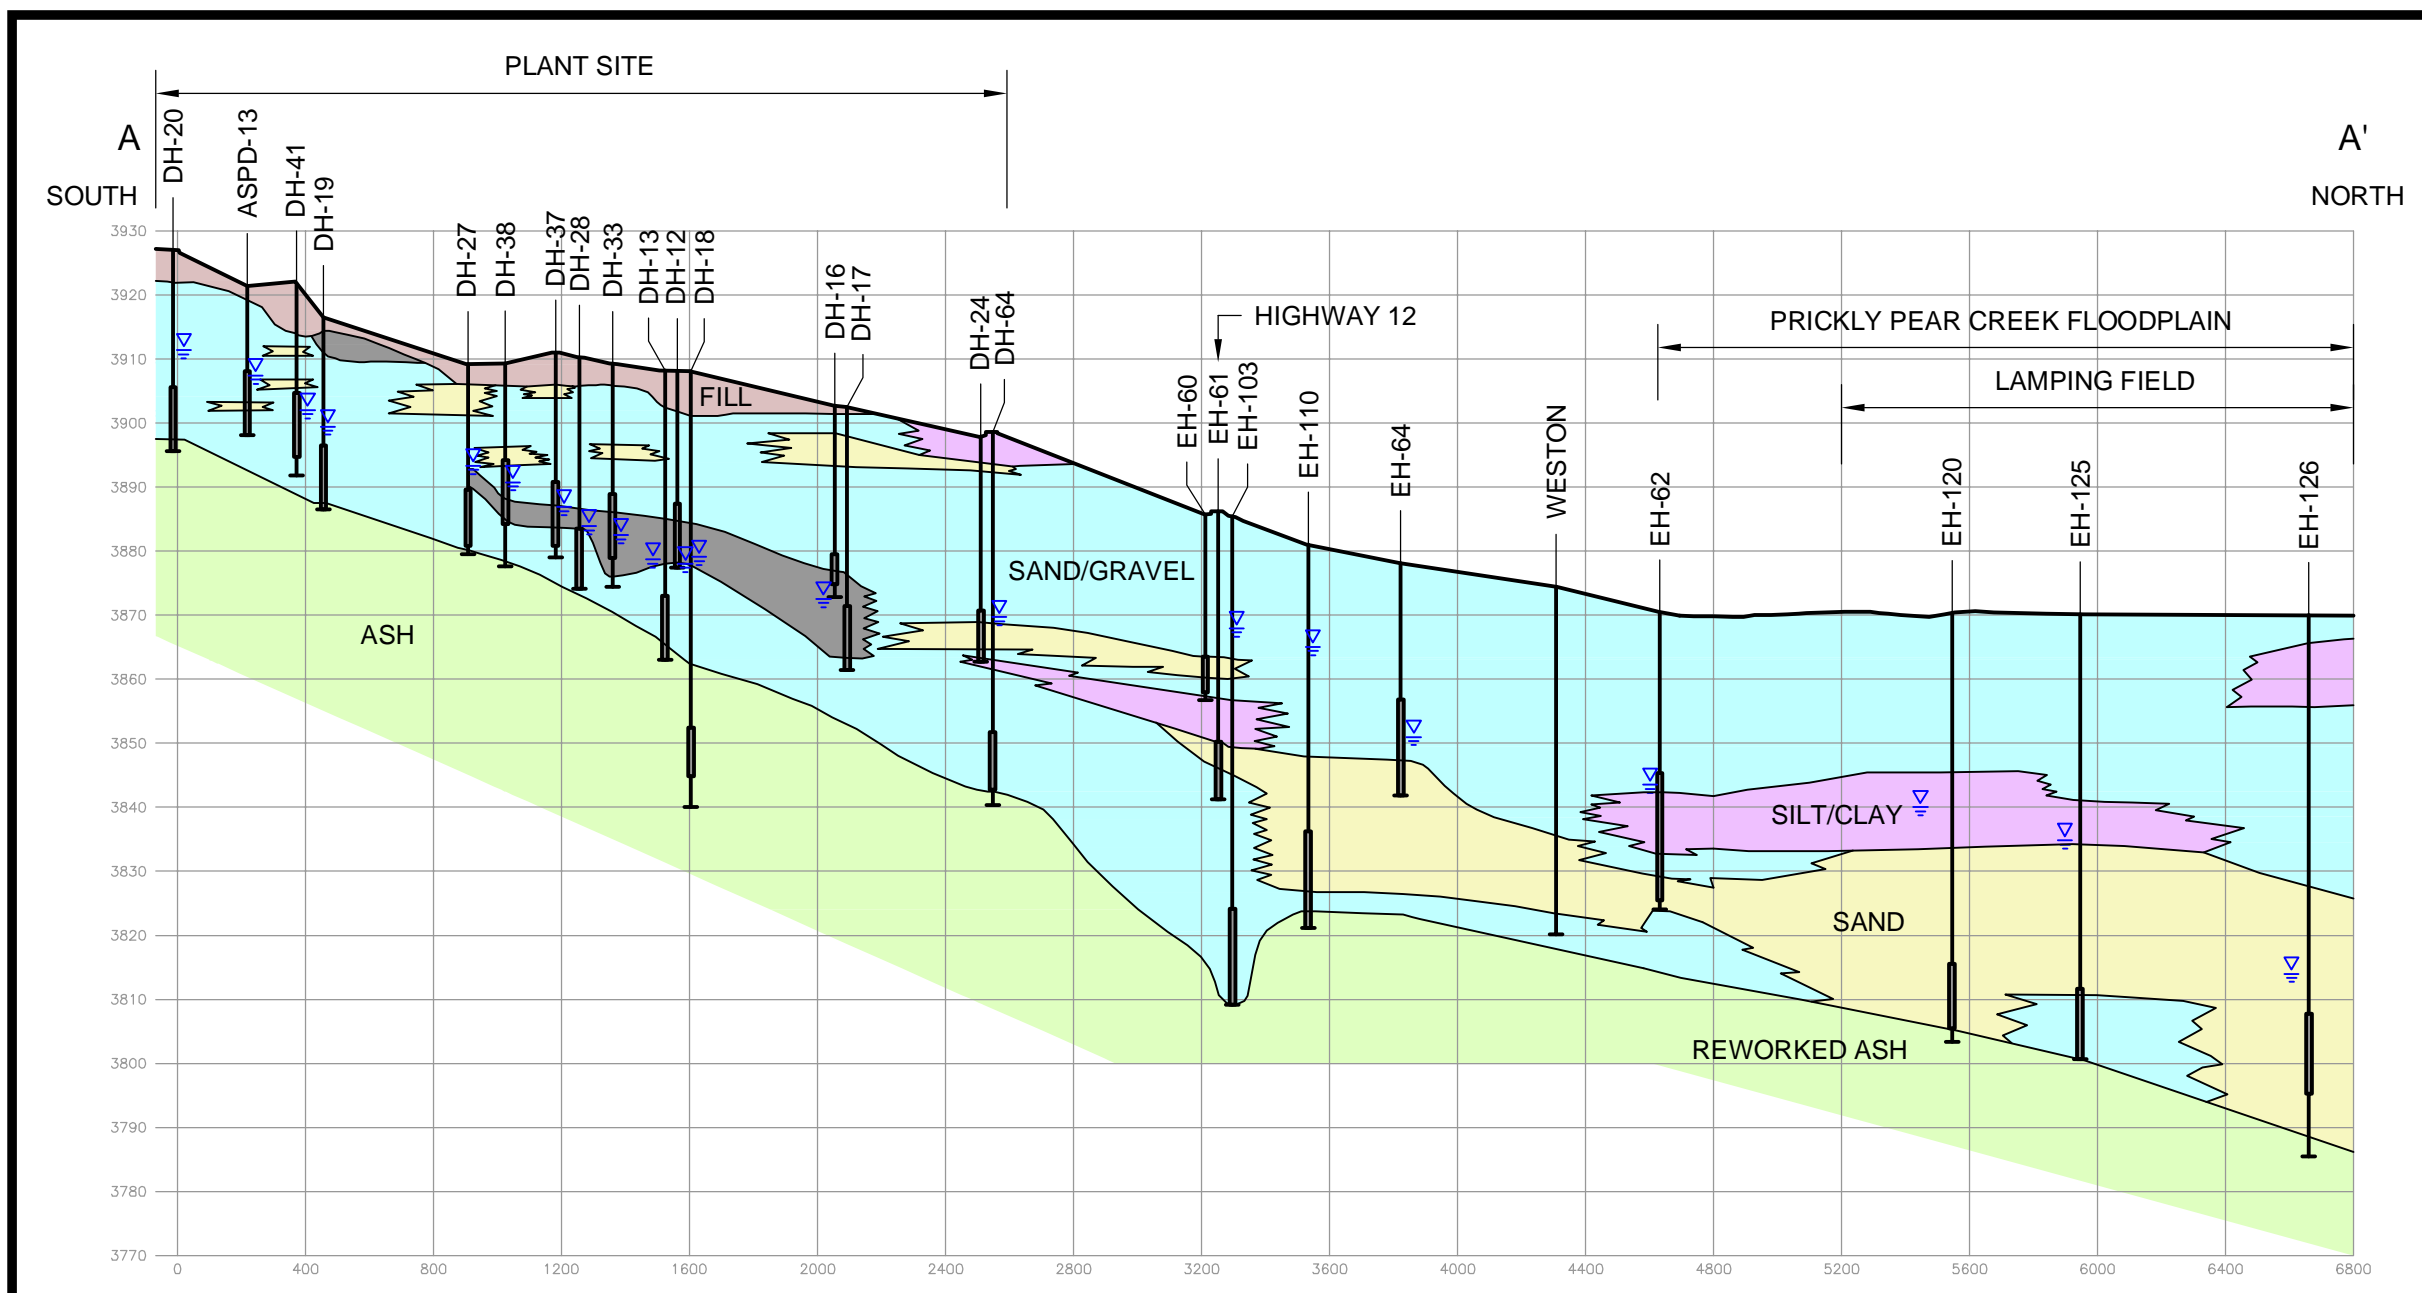 PLANT SITE
A
A'
SOUTH
NORTH
DH-20
ASPD-13
DH-41
DH-19
DH-27
DH-38
DH-37
DH-28
DH-33
DH-13
DH-12
DH-18
DH-16
DH-17
DH-24
DH-64
EH-60
EH-61
EH-103
EH-110
EH-64
WESTON
EH-62
EH-120
EH-125
EH-126
HIGHWAY 12
PRICKLY PEAR CREEK FLOODPLAIN
LAMPING FIELD
FILL
SAND/GRAVEL
ASH
SILT/CLAY
SAND
REWORKED ASH
3930
3920
3910
3900
3890
3880
3870
3860
3850
3840
3830
3820
3810
3800
3790
3780
3770
0 400 800 1200 1600 2000 2400 2800 3200 3600 4000 4400 4800 5200 5600 6000 6400 6800